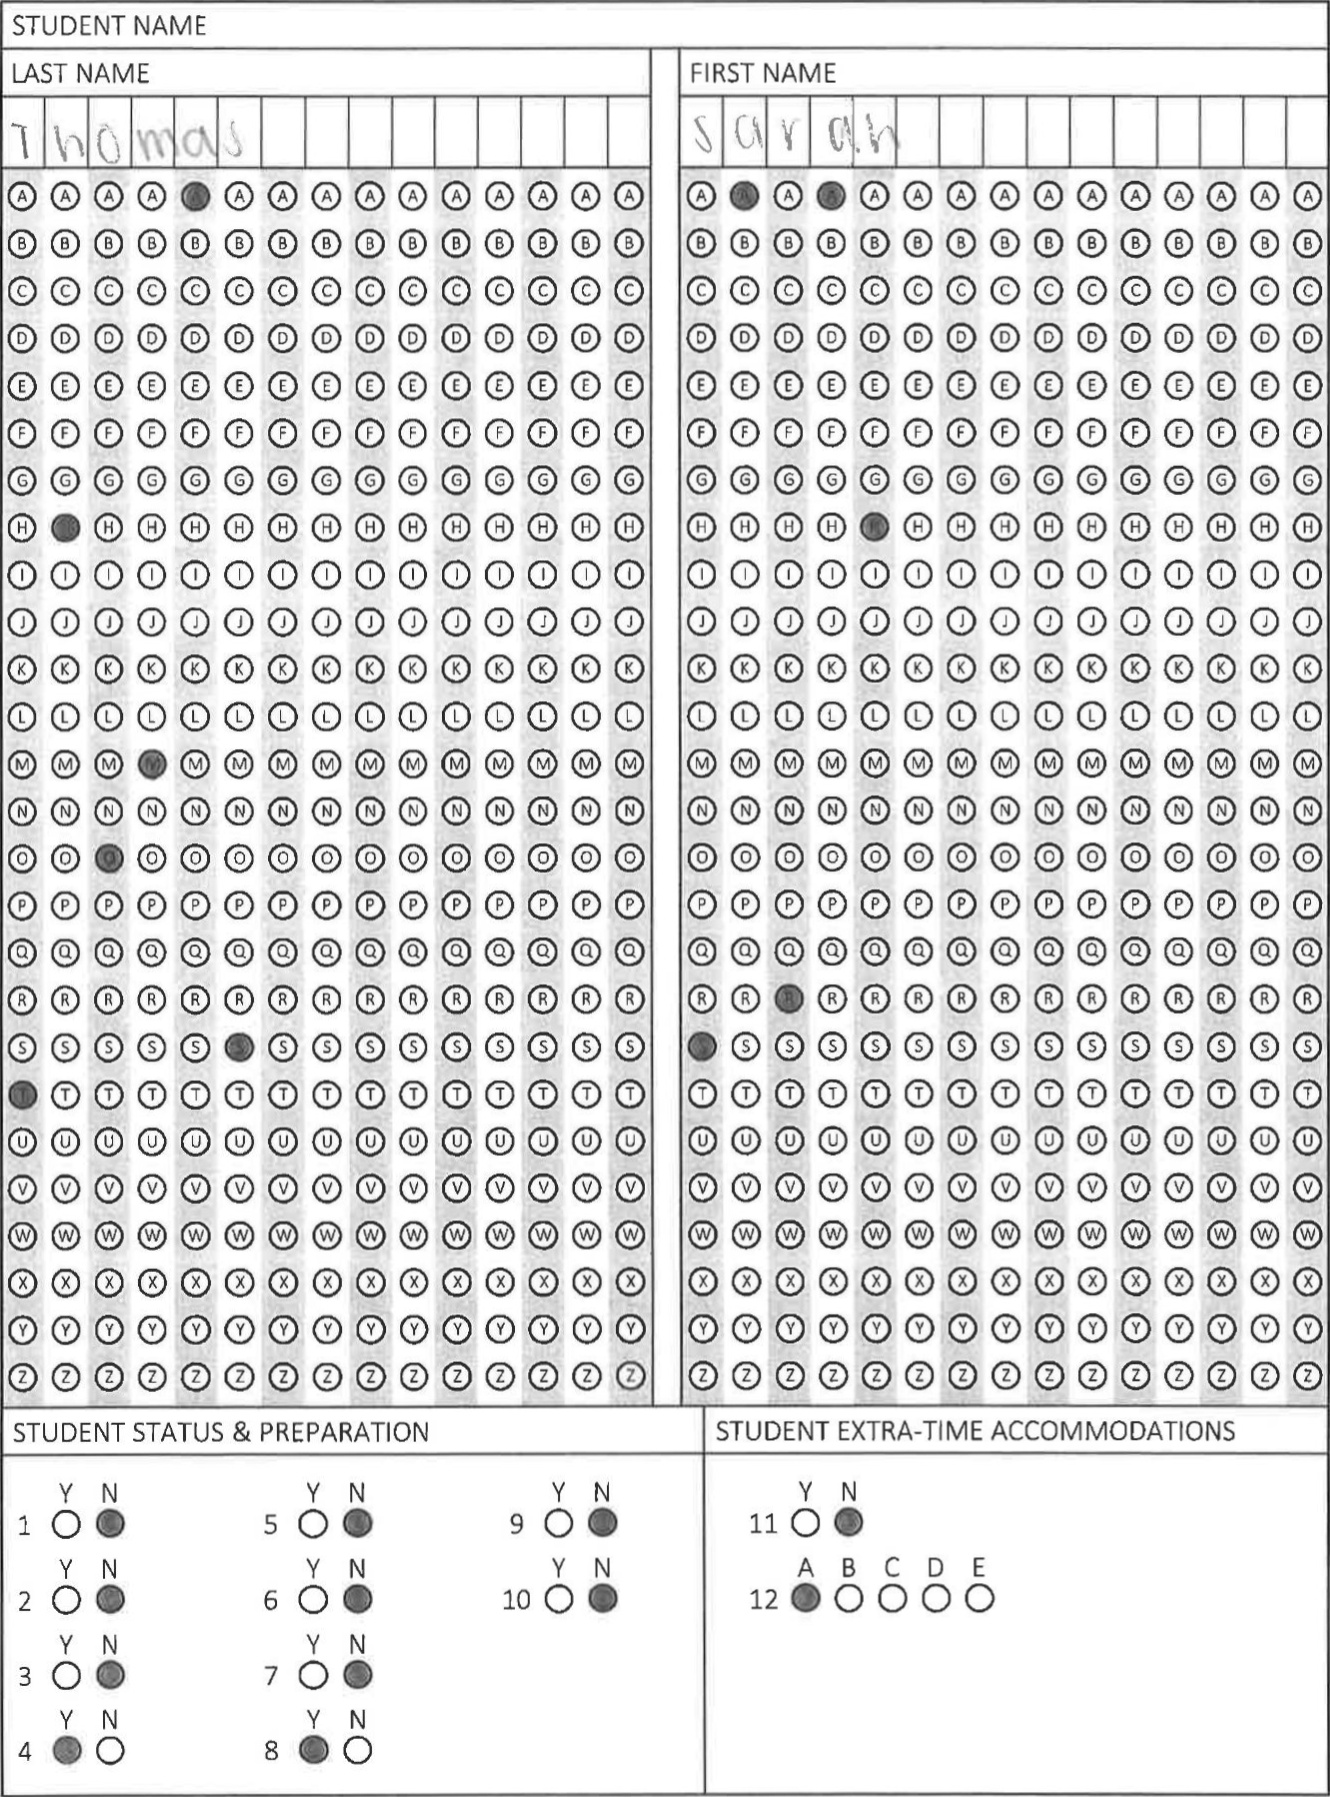 STUDENT NAME
LAST NAME
FIRST NAME
Thomas
Sarah
A A A A A A A A A A A A A A A A A A A A A A A A A A A A A A
B B B B B B B B B B B B B B B B B B B B B B B B B B B B B B
C C C C C C C C C C C C C C C C C C C C C C C C C C C C C C
D D D D D D D D D D D D D D D D D D D D D D D D D D D D D D
E E E E E E E E E E E E E E E E E E E E E E E E E E E E E E
F F F F F F F F F F F F F F F F F F F F F F F F F F F F F F
G G G G G G G G G G G G G G G G G G G G G G G G G G G G G G
H H H H H H H H H H H H H H H H H H H H H H H H H H H H H H
I I I I I I I I I I I I I I I I I I I I I I I I I I I I I I
J J J J J J J J J J J J J J J J J J J J J J J J J J J J J J
K K K K K K K K K K K K K K K K K K K K K K K K K K K K K K
L L L L L L L L L L L L L L L L L L L L L L L L L L L L L L
M M M M M M M M M M M M M M M M M M M M M M M M M M M M M M
N N N N N N N N N N N N N N N N N N N N N N N N N N N N N N
O O O O O O O O O O O O O O O O O O O O O O O O O O O O O O
P P P P P P P P P P P P P P P P P P P P P P P P P P P P P P
Q Q Q Q Q Q Q Q Q Q Q Q Q Q Q Q Q Q Q Q Q Q Q Q Q Q Q Q Q Q
R R R R R R R R R R R R R R R R R R R R R R R R R R R R R R
S S S S S S S S S S S S S S S S S S S S S S S S S S S S S S
T T T T T T T T T T T T T T T T T T T T T T T T T T T T T T
U U U U U U U U U U U U U U U U U U U U U U U U U U U U U U
V V V V V V V V V V V V V V V V V V V V V V V V V V V V V V
W W W W W W W W W W W W W W W W W W W W W W W W W W W W W W
X X X X X X X X X X X X X X X X X X X X X X X X X X X X X X
Y Y Y Y Y Y Y Y Y Y Y Y Y Y Y Y Y Y Y Y Y Y Y Y Y Y Y Y Y Y
Z Z Z Z Z Z Z Z Z Z Z Z Z Z Z Z Z Z Z Z Z Z Z Z Z Z Z Z Z Z
STUDENT STATUS & PREPARATION
Y N Y N Y N
1 5 9
Y N Y N Y N
2 6 10
Y N Y N
3 7
Y N Y N
4 8
STUDENT EXTRA-TIME ACCOMMODATIONS
Y N
11
A B C D E
12